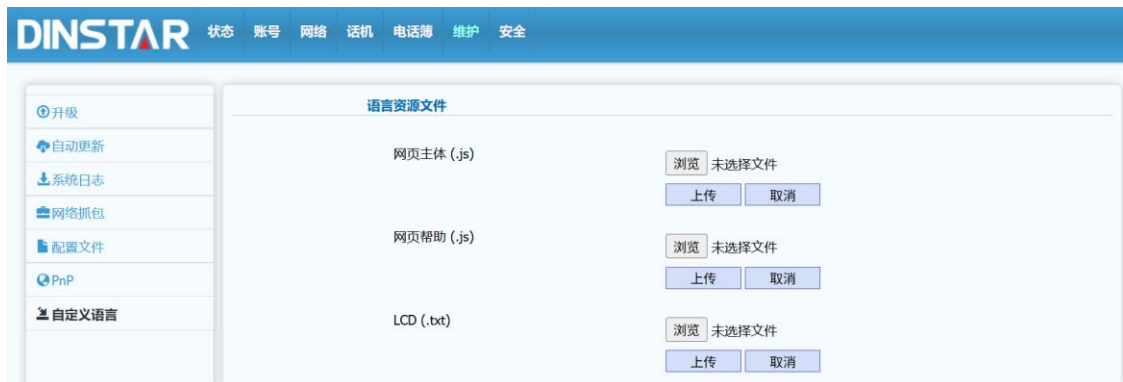 DINSTAR 状态 账号 网络 话机 电话簿 维护 安全
升级
自动更新
系统日志
网络抓包
配置文件
PnP
自定义语言
语言资源文件
网页主体 (.js)
浏览 未选择文件
上传 取消
网页帮助 (.js)
浏览 未选择文件
上传 取消
LCD (.txt)
浏览 未选择文件
上传 取消